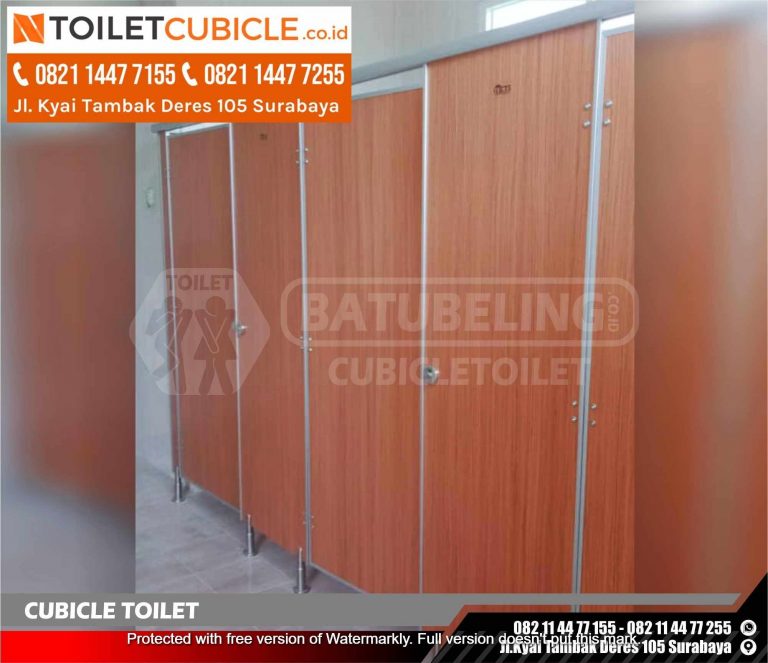 TOILETCUBICLE.co.id
0821 1447 7155 0821 1447 7255
Jl. Kyai Tambak Deres 105 Surabaya
TOILET
BATUBELING
.CO.ID
CUBICLETOILET
CUBICLE TOILET
082 11 44 77 155 - 082 11 44 77 255
Protected with free version of Watermarkly. Full version doesn't put this mark.
Jl.Kyai Tambak Deres 105 Surabaya